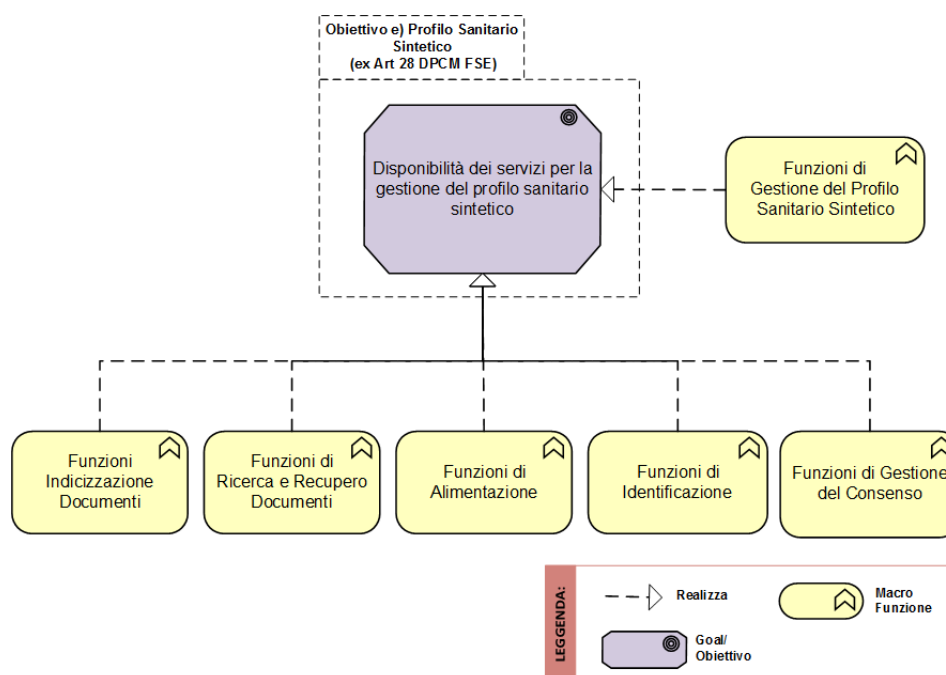 Obiettivo e) Profilo Sanitario
Sintetico
(ex Art 28 DPCM FSE)
Disponibilità dei servizi per la
gestione del profilo sanitario
sintetico
Funzioni di
Gestione del Profilo
Sanitario Sintetico
Funzioni
Indicizzazione
Documenti
Funzioni di
Ricerca e Recupero
Documenti
Funzioni di
Alimentazione
Funzioni di
Identificazione
Funzioni di Gestione
del Consenso
LEGGENDA:
Realizza
Macro
Funzione
Goal/
Obiettivo